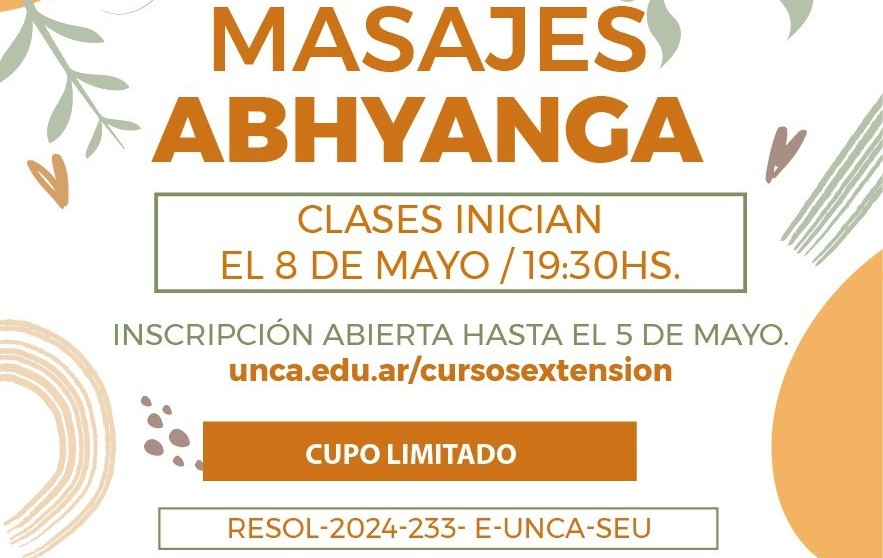 MASAJES
ABHYANGA
CLASES INICIAN
EL 8 DE MAYO / 19:30HS.
INSCRIPCIÓN ABIERTA HASTA EL 5 DE MAYO.
unca.edu.ar/cursosextension
CUPO LIMITADO
RESOL-2024-233- E-UNCA-SEU